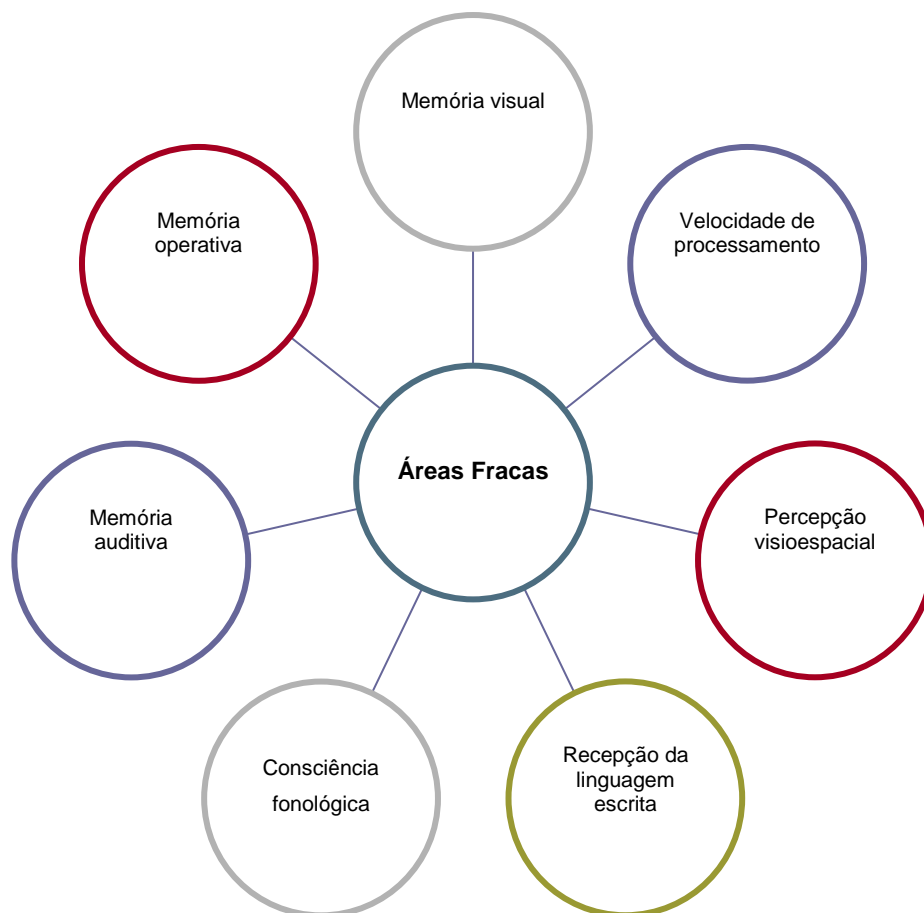 Memória visual
Memória
operativa
Velocidade de
processamento
Áreas Fracas
Memória
auditiva
Percepção
visioespacial
Consciência
fonológica
Recepção da
linguagem
escrita